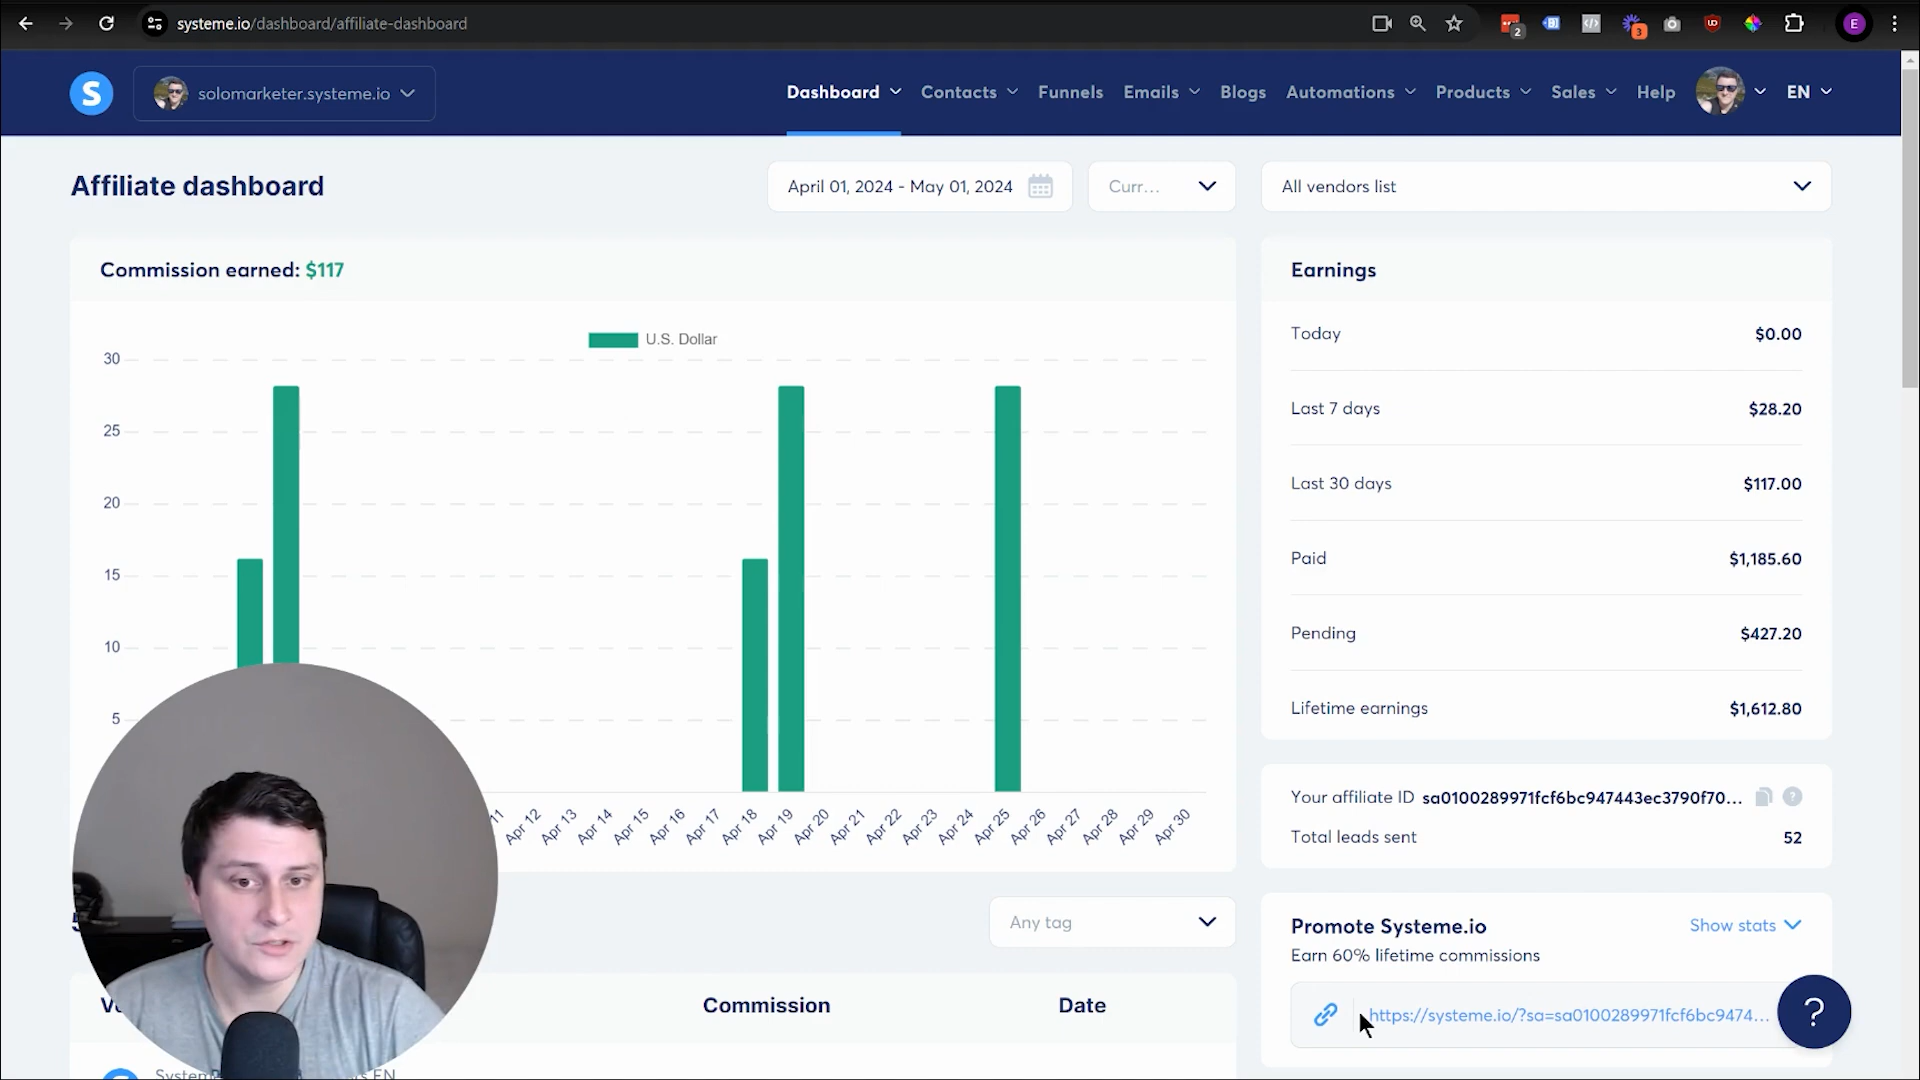 systeme.io/dashboard/affiliate-dashboard
2
3
E
S
solomarketer.systeme.io
Dashboard
Contacts
Funnels
Emails
Blogs
Automations
Products
Sales
Help
EN
Affiliate dashboard
April 01, 2024 - May 01, 2024
Curr...
All vendors list
Commission earned: $117
U.S. Dollar
30
25
20
15
10
5
11
Apr 12
Apr 13
Apr 14
Apr 15
Apr 16
Apr 17
Apr 18
Apr 19
Apr 20
Apr 21
Apr 22
Apr 23
Apr 24
Apr 25
Apr 26
Apr 27
Apr 28
Apr 29
Apr 30
Earnings
Today $0.00
Last 7 days $28.20
Last 30 days $117.00
Paid $1,185.60
Pending $427.20
Lifetime earnings $1,612.80
Your affiliate ID sa0100289971fcf6bc947443ec3790f70...
?
Total leads sent 52
Any tag
Commission
Date
Promote Systeme.io
Show stats
Earn 60% lifetime commissions
https://systeme.io/?sa=sa0100289971fcf6bc9474...
?